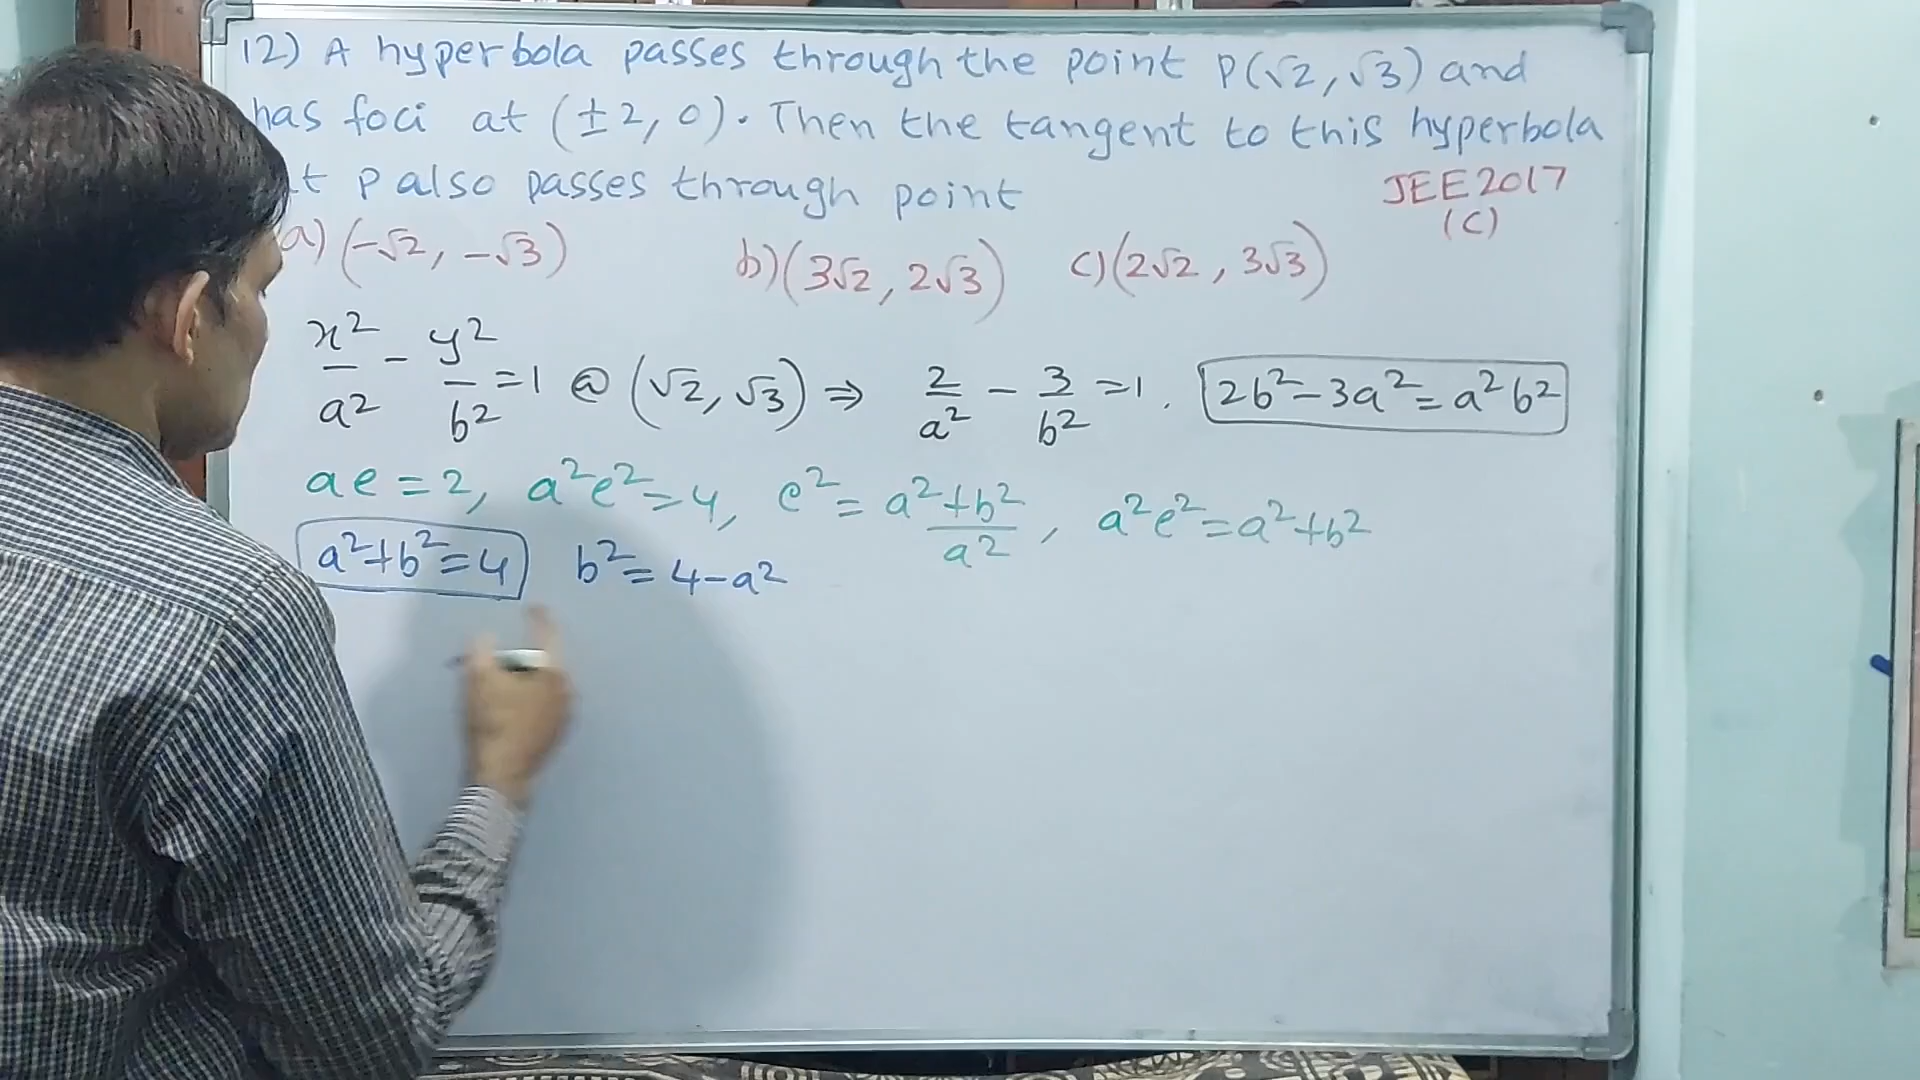 12) A hyperbola passes through the point P(√2, √3) and
has foci at (±2, 0). Then the tangent to this hyperbola
t P also passes through point
JEE2017
(C)
a) (-√2, -√3) b) (3√2, 2√3) c) (2√2, 3√3)
x²/a² - y²/b² = 1 @ (√2, √3) ⇒ 2/a² - 3/b² = 1. 2b²-3a² = a²b²
ae = 2, a²e² = 4, e² = a²+b²/a², a²e² = a²+b²
a²+b² = 4 b² = 4-a²